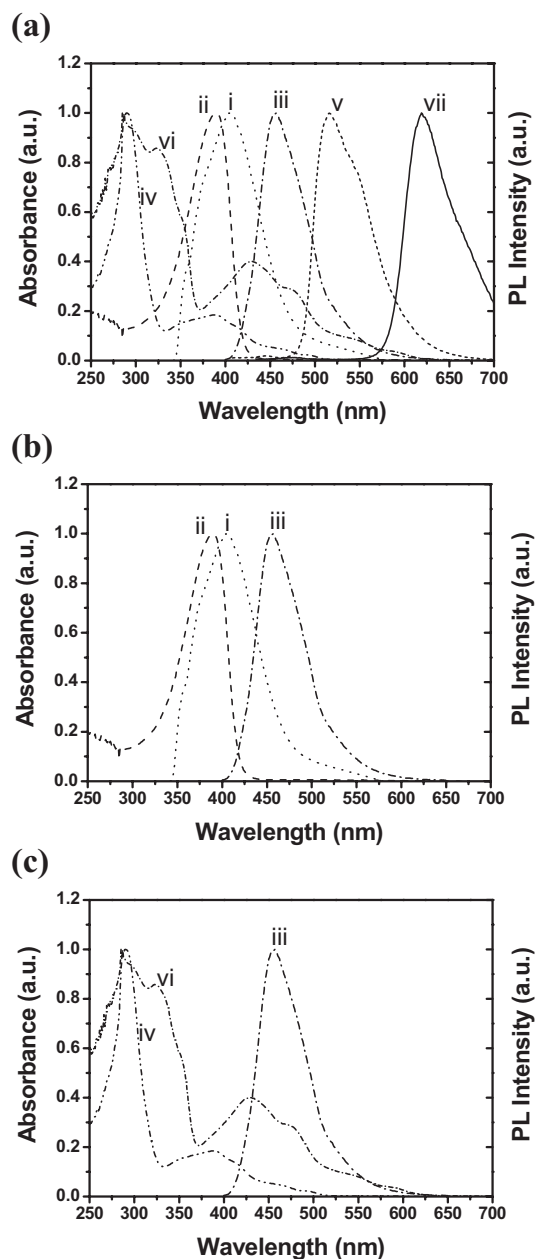 (a)
1.2
1.0
0.8
0.6
0.4
0.2
0.0
Absorbance (a.u.)
PL Intensity (a.u.)
ii
i
iii
v
vii
vi
iv
250 300 350 400 450 500 550 600 650 700
Wavelength (nm)
(b)
1.2
1.0
0.8
0.6
0.4
0.2
0.0
Absorbance (a.u.)
PL Intensity (a.u.)
ii
i
iii
250 300 350 400 450 500 550 600 650 700
Wavelength (nm)
(c)
1.2
1.0
0.8
0.6
0.4
0.2
0.0
Absorbance (a.u.)
PL Intensity (a.u.)
iii
vi
iv
250 300 350 400 450 500 550 600 650 700
Wavelength (nm)